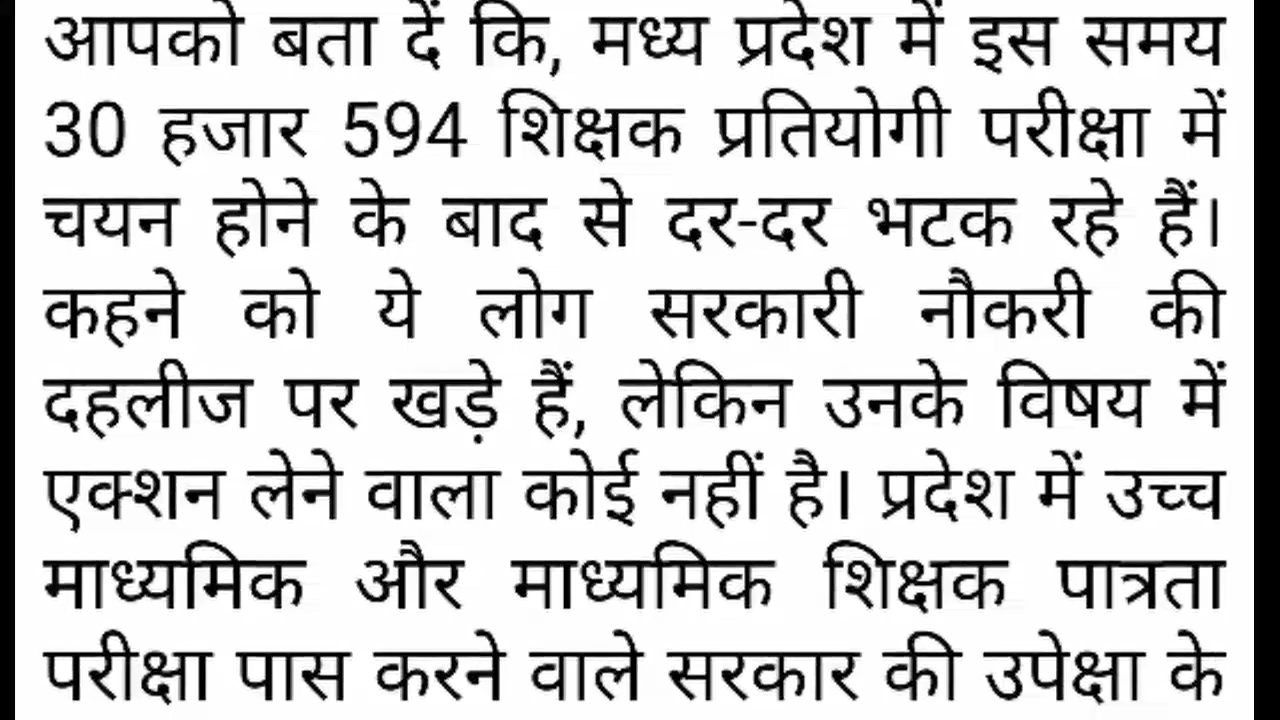 आपको बता दें कि, मध्य प्रदेश में इस समय
30 हजार 594 शिक्षक प्रतियोगी परीक्षा में
चयन होने के बाद से दर-दर भटक रहे हैं।
कहने को ये लोग सरकारी नौकरी की
दहलीज पर खड़े हैं, लेकिन उनके विषय में
एक्शन लेने वाला कोई नहीं है। प्रदेश में उच्च
माध्यमिक और माध्यमिक शिक्षक पात्रता
परीक्षा पास करने वाले सरकार की उपेक्षा के